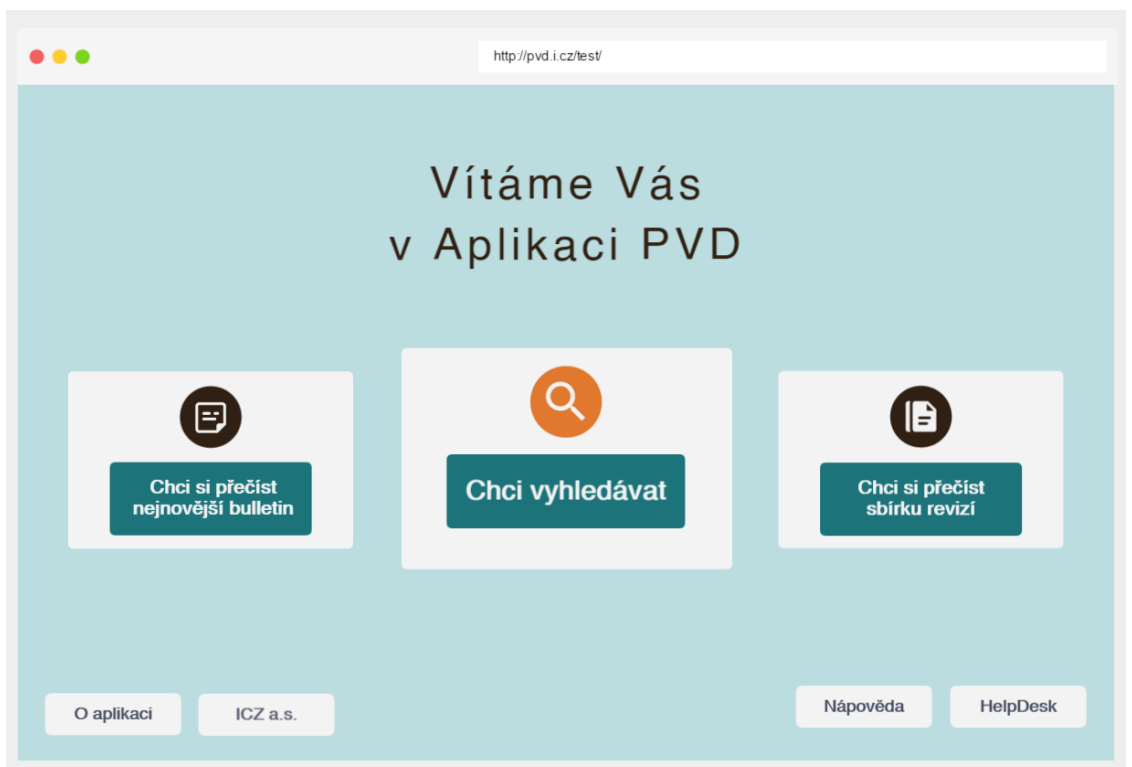 http://pvd.i.cz/test/
Vítáme Vás
v Aplikaci PVD
Chci si přečíst
nejnovější bulletin
Chci vyhledávat
Chci si přečíst
sbírku revizí
O aplikaci
ICZ a.s.
Nápověda
HelpDesk